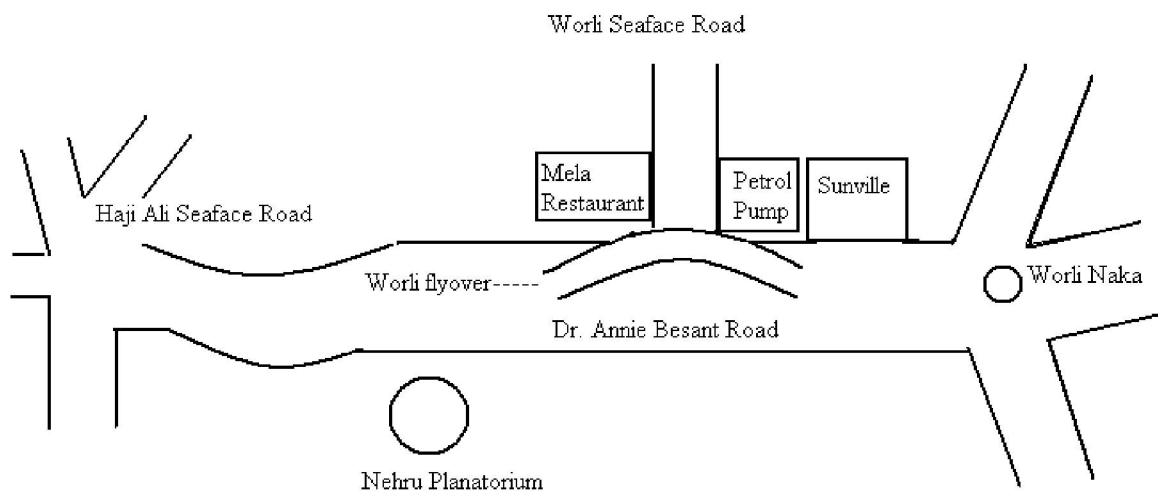 Worli Seaface Road
Mela
Restaurant
Petrol
Pump
Sunville
Haji Ali Seaface Road
Worli flyover-----
Worli Naka
Dr. Annie Besant Road
Nehru Planatorium